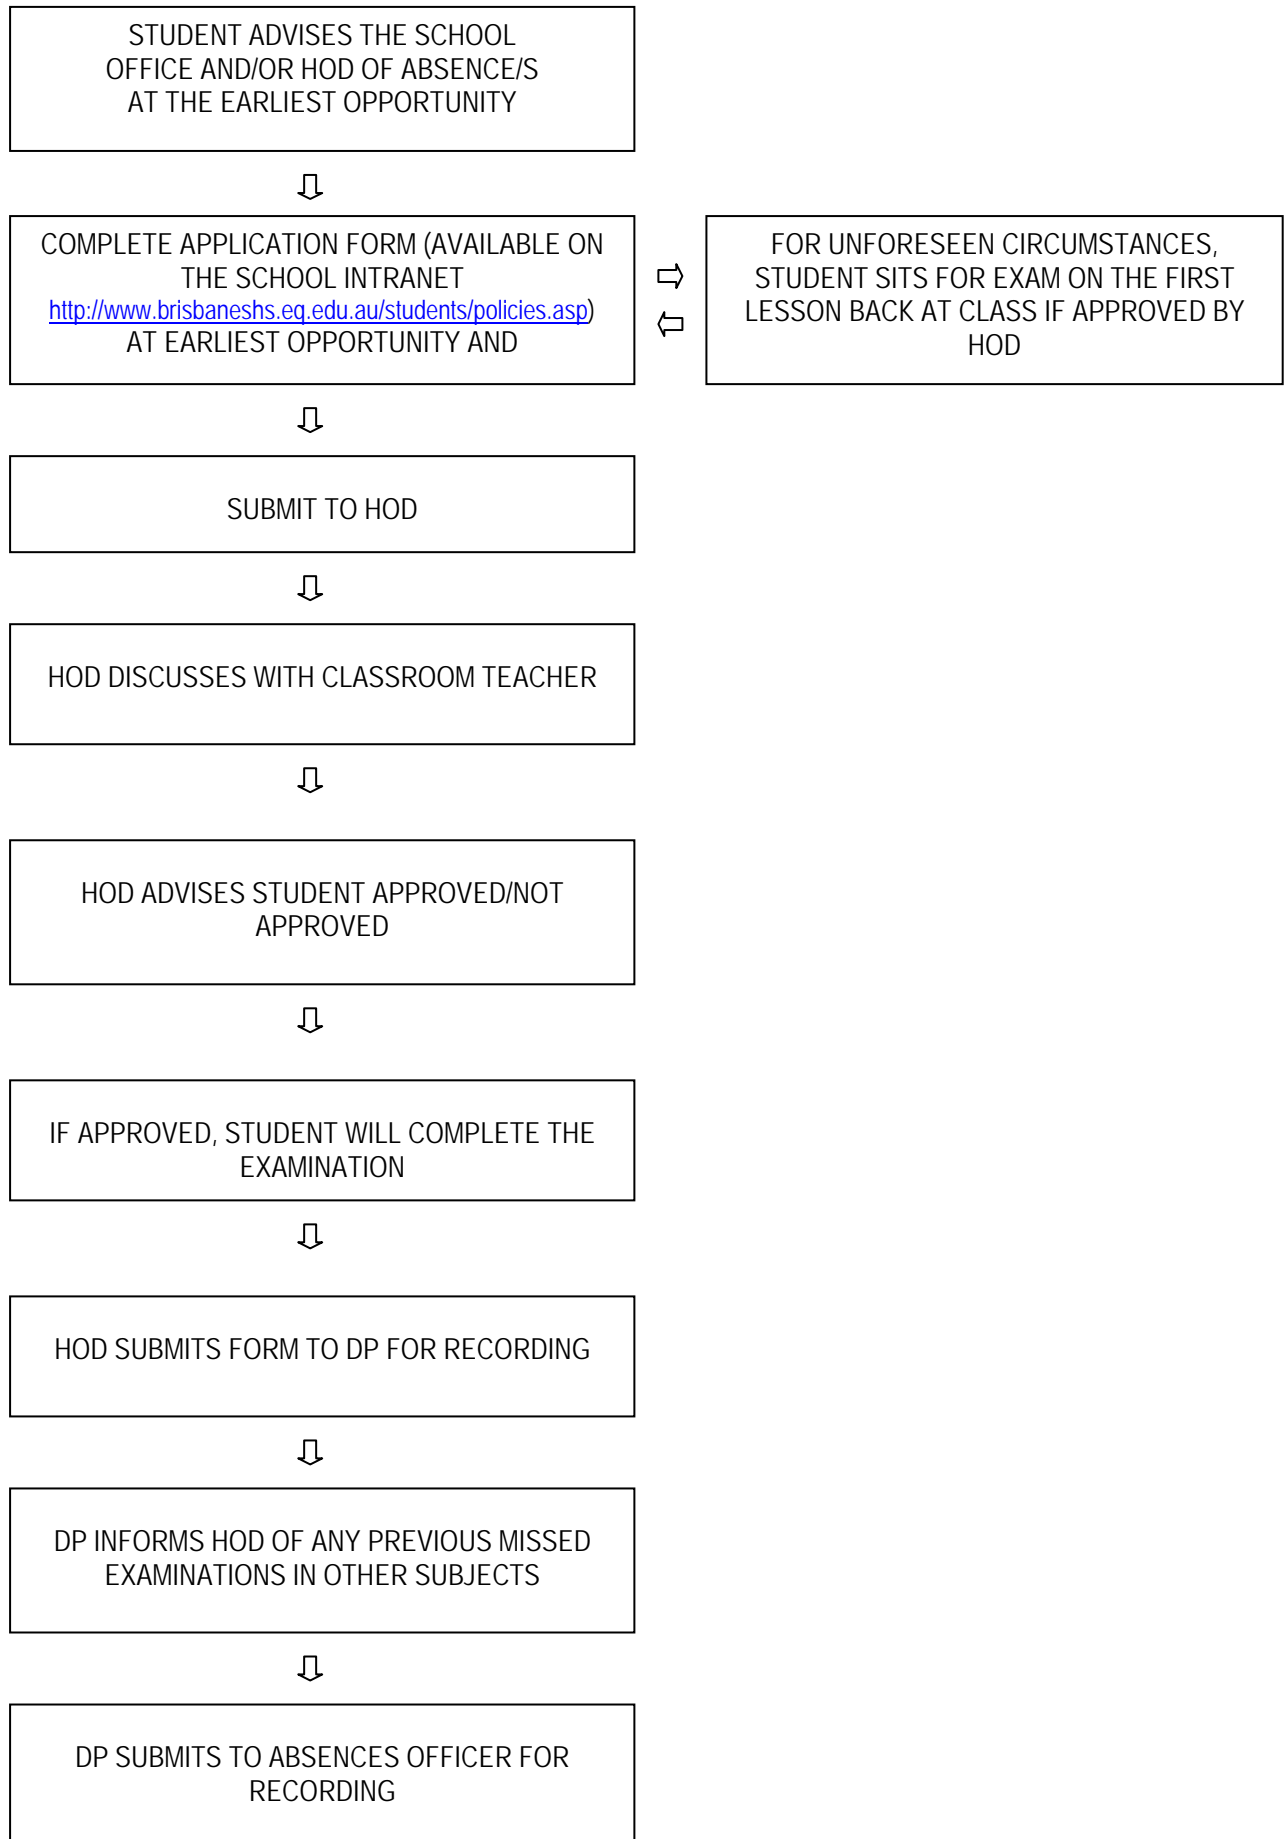 STUDENT ADVISES THE SCHOOL
OFFICE AND/OR HOD OF ABSENCE/S
AT THE EARLIEST OPPORTUNITY
COMPLETE APPLICATION FORM (AVAILABLE ON
THE SCHOOL INTRANET
http://www.brisbaneshs.eq.edu.au/students/policies.asp)
AT EARLIEST OPPORTUNITY AND
FOR UNFORESEEN CIRCUMSTANCES,
STUDENT SITS FOR EXAM ON THE FIRST
LESSON BACK AT CLASS IF APPROVED BY
HOD
SUBMIT TO HOD
HOD DISCUSSES WITH CLASSROOM TEACHER
HOD ADVISES STUDENT APPROVED/NOT
APPROVED
IF APPROVED, STUDENT WILL COMPLETE THE
EXAMINATION
HOD SUBMITS FORM TO DP FOR RECORDING
DP INFORMS HOD OF ANY PREVIOUS MISSED
EXAMINATIONS IN OTHER SUBJECTS
DP SUBMITS TO ABSENCES OFFICER FOR
RECORDING